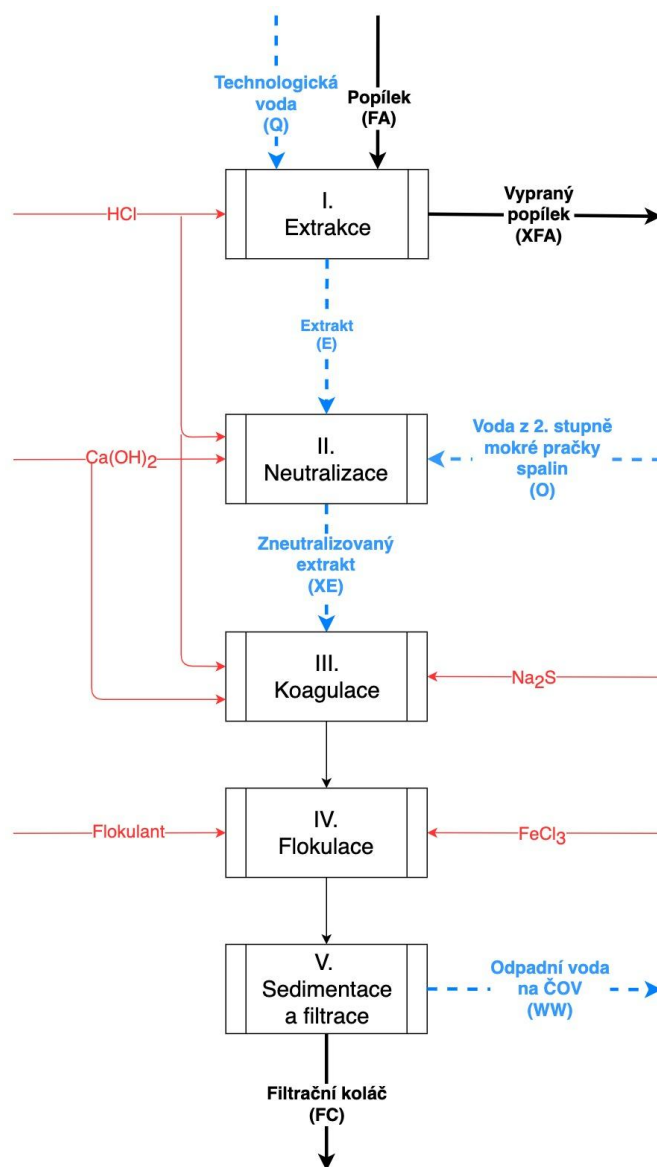 Technologická
voda
(Q)
Popílek
(FA)
HCl
I.
Extrakce
Vypraný
popílek
(XFA)
Extrakt
(E)
Ca(OH)2
II.
Neutralizace
Voda z 2. stupně
mokré pračky
spalin
(O)
Zneutralizovaný
extrakt
(XE)
III.
Koagulace
Na2S
Flokulant
IV.
Flokulace
FeCl3
V.
Sedimentace
a filtrace
Odpadní voda
na ČOV
(WW)
Filtrační koláč
(FC)